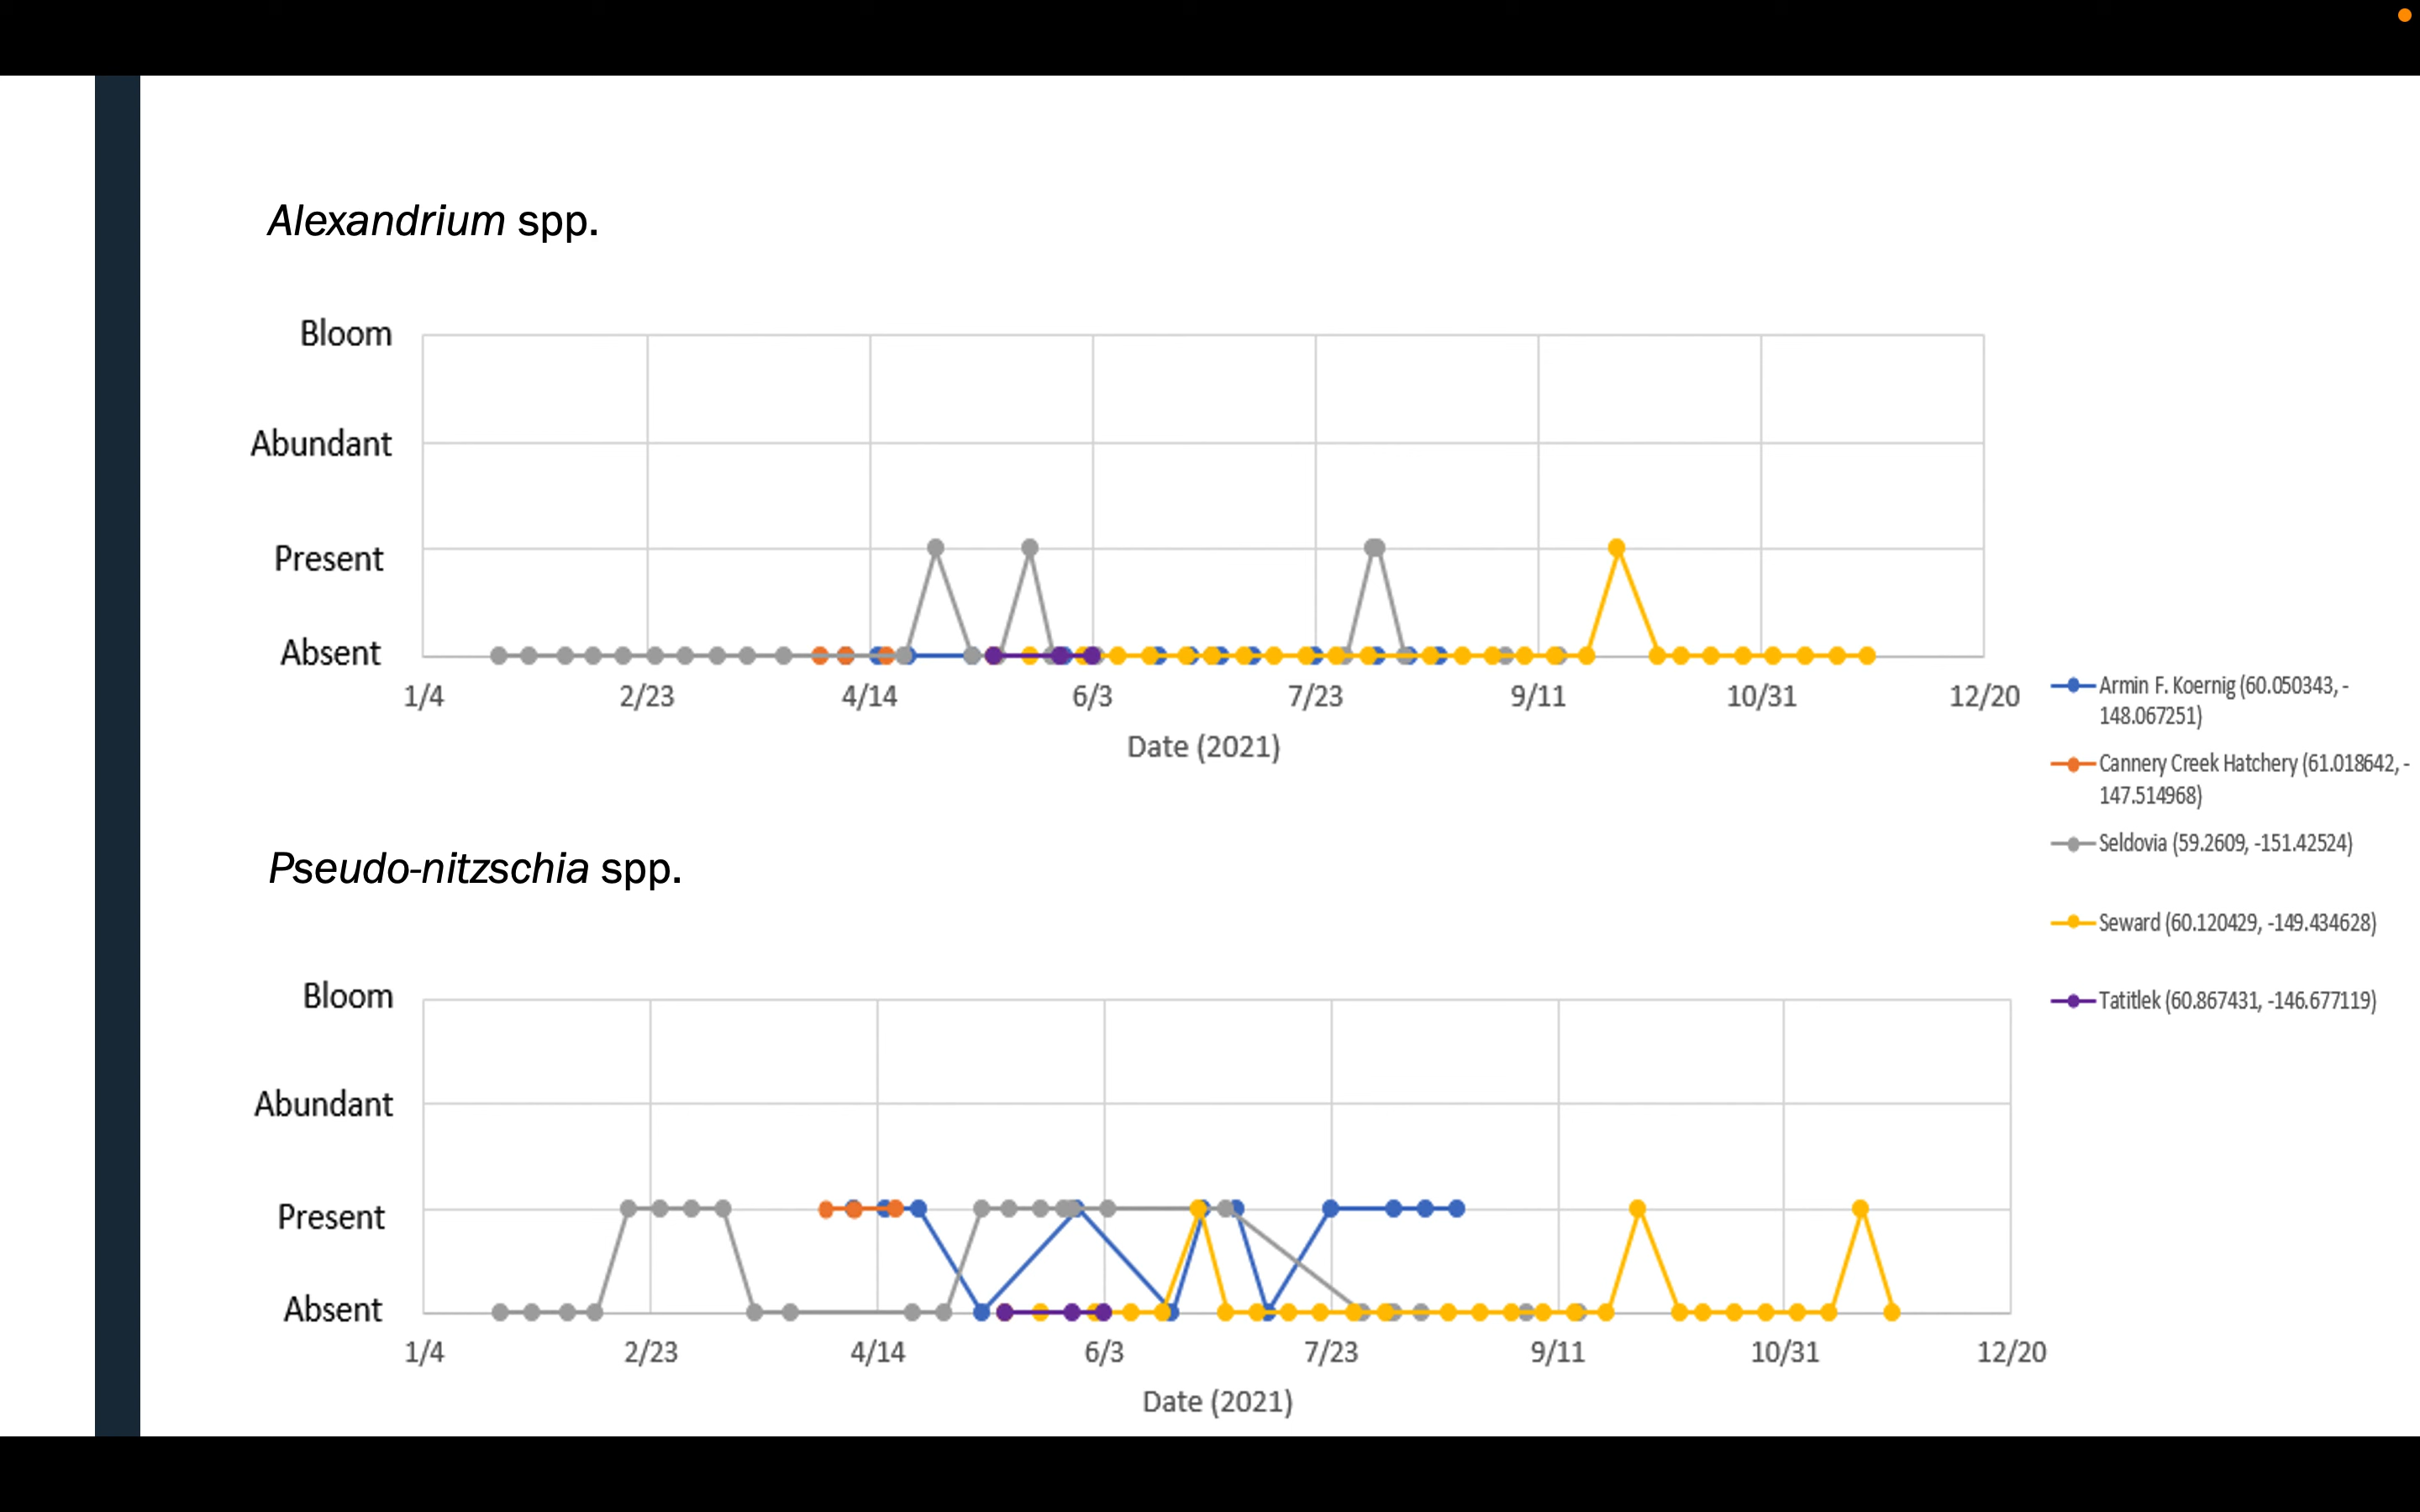 Alexandrium spp.
Bloom
Abundant
Present
Absent
1/4 2/23 4/14 6/3 7/23 9/11 10/31 12/20
Date (2021)
Armin F. Koernig (60.050343, -
148.067251)
Cannery Creek Hatchery (61.018642, -
147.514968)
Seldovia (59.2609, -151.42524)
Seward (60.120429, -149.434628)
Tatitlek (60.867431, -146.677119)
Pseudo-nitzschia spp.
Bloom
Abundant
Present
Absent
1/4 2/23 4/14 6/3 7/23 9/11 10/31 12/20
Date (2021)